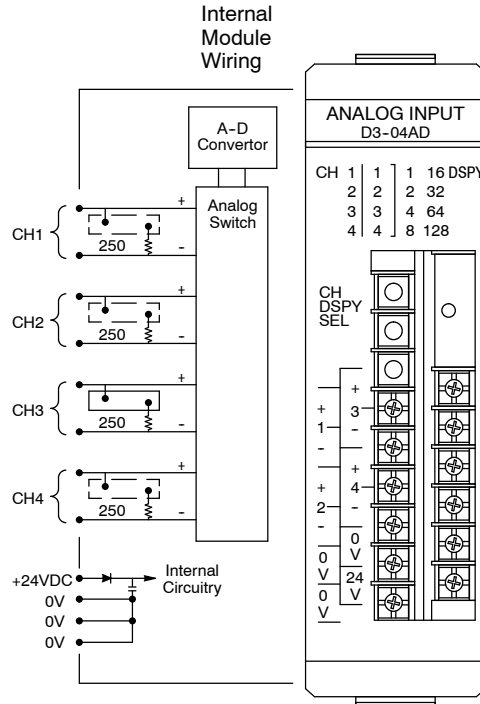 Internal
Module
Wiring
A-D
Convertor
Analog
Switch
+
CH1
250
-
+
CH2
250
-
+
CH3
250
-
+
CH4
250
-
+24VDC
0V
0V
0V
Internal
Circuitry
ANALOG INPUT
D3-04AD
CH 1 1 1 16 DSPY
2 2 2 32
3 3 4 64
4 4 8 128
CH
DSPY
SEL
+
1
-
+
2
-
0
V
0
V
+
3
-
+
4
-
0
V
24
V